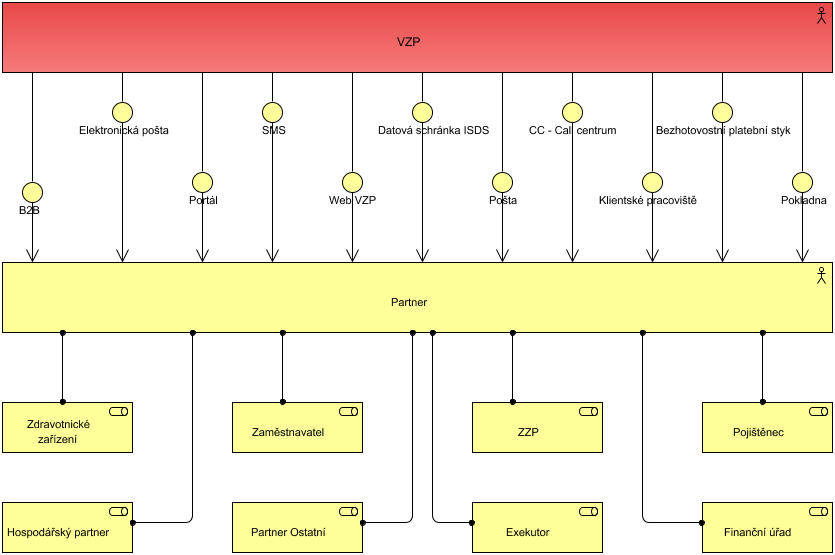 VZP
Elektronická pošta
SMS
Datová schránka ISDS
CC - Call centrum
Bezhotovostní platební styk
B2B
Portál
Web VZP
Pošta
Klientské pracoviště
Pokladna
Partner
Zdravotnické
zařízení
Zaměstnavatel
ZZP
Pojištěnec
Hospodářský partner
Partner Ostatní
Exekutor
Finanční úřad